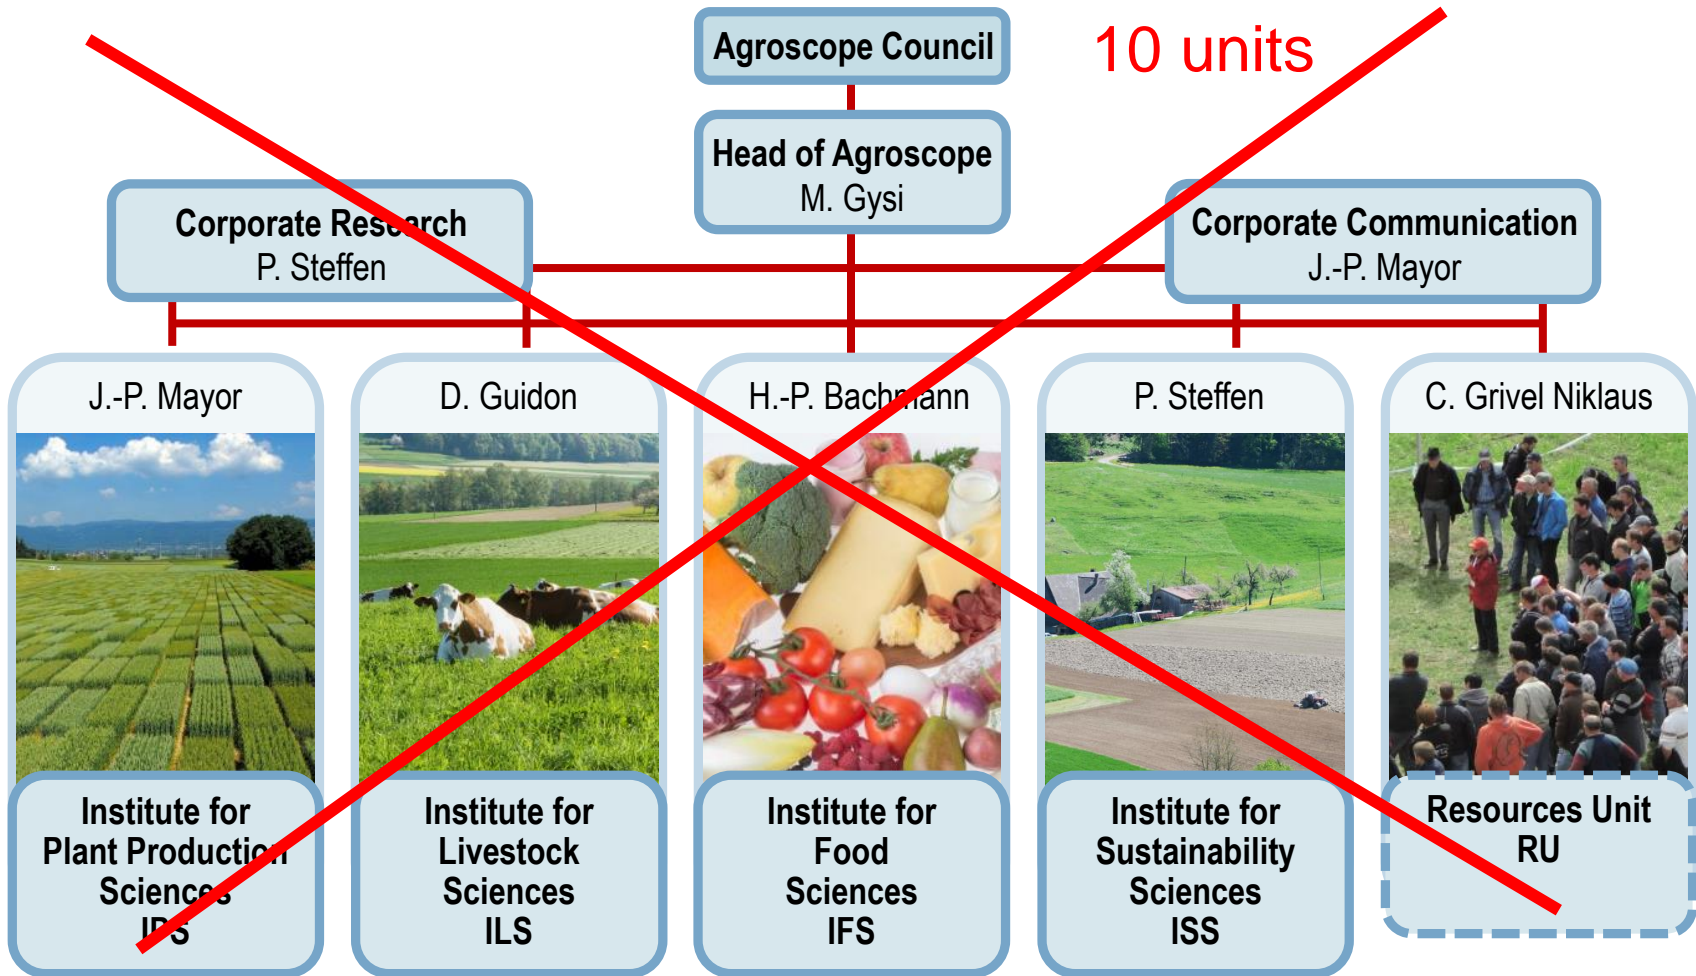 Agroscope Council
10 units
Head of Agroscope
M. Gysi
Corporate Research
P. Steffen
Corporate Communication
J.-P. Mayor
J.-P. Mayor
D. Guidon
H.-P. Bachmann
P. Steffen
C. Grivel Niklaus
Institute for
Plant Production
Sciences
IPS
Institute for
Livestock
Sciences
ILS
Institute for
Food
Sciences
IFS
Institute for
Sustainability
Sciences
ISS
Resources Unit
RU